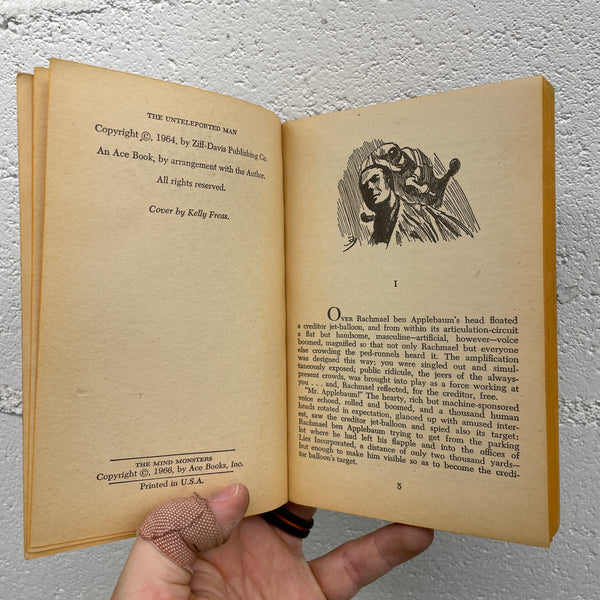 THE UNTELEPORTED MAN
Copyright ©, 1964, by Ziff-Davis Publishing Co.
An Ace Book, by arrangement with the Author.
All rights reserved.
Cover by Kelly Freas.
THE MIND MONSTERS
Copyright ©, 1966, by Ace Books, Inc.
Printed in U.S.A.
I
OVER Rachmael ben Applebaum's head floated
a creditor jet-balloon, and from within its articulation-circuit
a flat but handsome, masculine—artificial, however—voice
boomed, magnified so that not only Rachmael but everyone
else crowding the ped-runnels heard it. The amplification
was designed this way; you were singled out and simul-
taneously exposed; public ridicule, the jeers of the always-
present crowds, was brought into play as a force working at
you . . . and, Rachmael reflected, for the creditor, free.
"Mr. Applebaum!" The hearty, rich but machine-sponsored
voice echoed, rolled and boomed, and a thousand human
heads rotated in expectation, glanced up with amused inter-
est, saw the creditor jet-balloon and spied also its target:
Rachmael ben Applebaum trying to get from the parking
lot where he had left his flapple and into the offices of
Lies Incorporated, a distance of only two thousand yards—
but enough to make him visible so as to become the credi-
tor balloon's target.
5